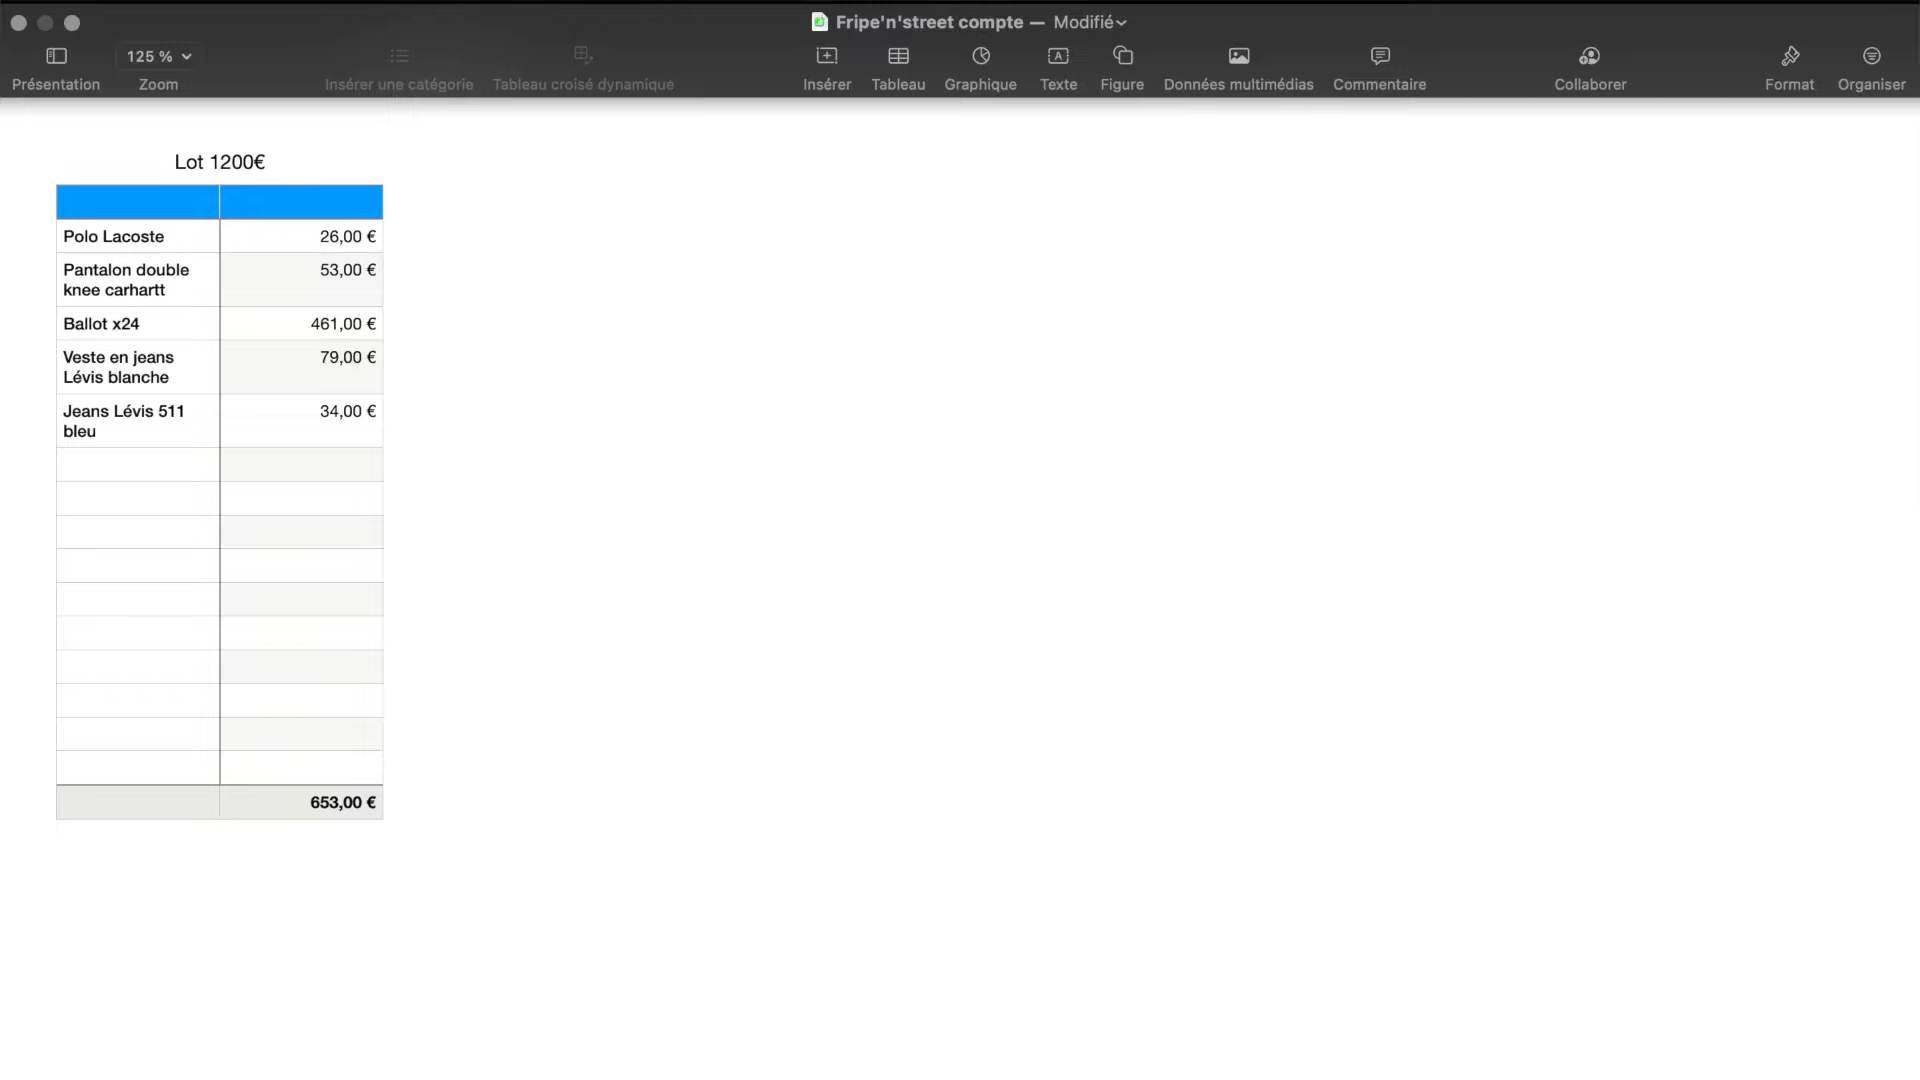 Fripe'n'street compte — Modifié
125 %
Présentation Zoom Insérer une catégorie Tableau croisé dynamique Insérer Tableau Graphique Texte Figure Données multimédias Commentaire Collaborer Format Organiser
Lot 1200€
Polo Lacoste 26,00 €
Pantalon double 53,00 €
knee carhartt
Ballot x24 461,00 €
Veste en jeans 79,00 €
Lévis blanche
Jeans Lévis 511 34,00 €
bleu
653,00 €